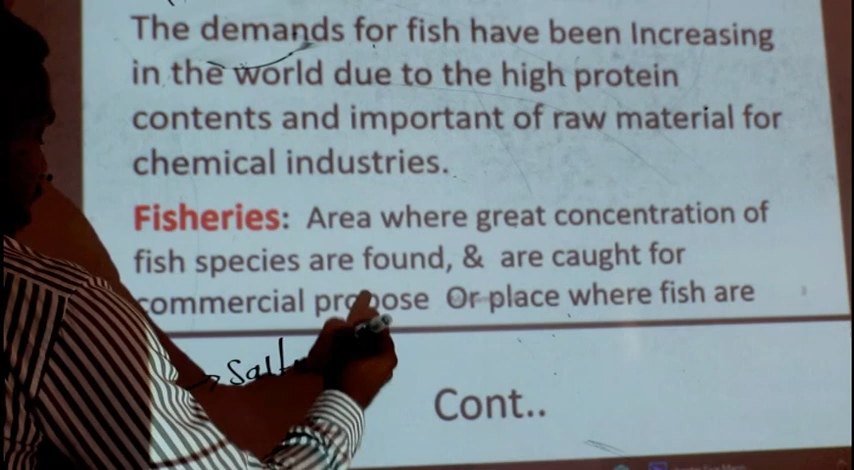 The demands for fish have been Increasing
in the world due to the high protein
contents and important of raw material for
chemical industries.
Fisheries: Area where great concentration of
fish species are found, & are caught for
commercial propose Or place where fish are
Salt
Cont..